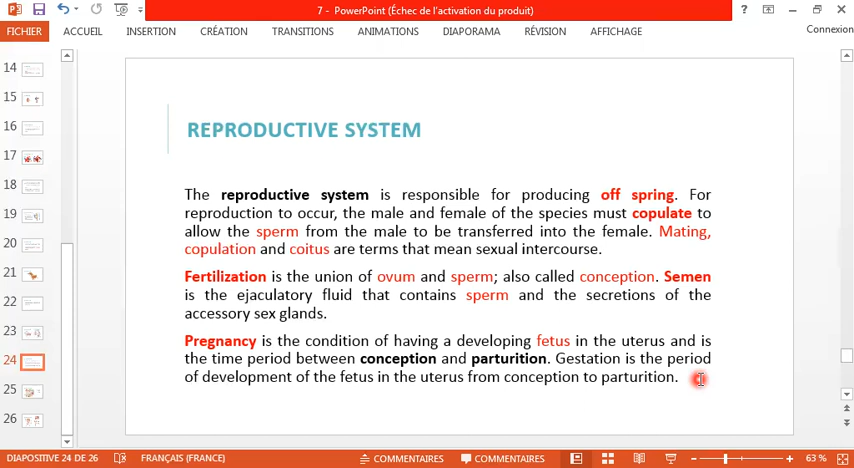 7 - PowerPoint (Échec de l'activation du produit)
FICHIER ACCUEIL INSERTION CRÉATION TRANSITIONS ANIMATIONS DIAPORAMA RÉVISION AFFICHAGE Connexion
14
15
16
17
18
19
20
21
22
23
24
25
26
REPRODUCTIVE SYSTEM
The reproductive system is responsible for producing off spring. For
reproduction to occur, the male and female of the species must copulate to
allow the sperm from the male to be transferred into the female. Mating,
copulation and coitus are terms that mean sexual intercourse.
Fertilization is the union of ovum and sperm; also called conception. Semen
is the ejaculatory fluid that contains sperm and the secretions of the
accessory sex glands.
Pregnancy is the condition of having a developing fetus in the uterus and is
the time period between conception and parturition. Gestation is the period
of development of the fetus in the uterus from conception to parturition.
DIAPOSITIVE 24 DE 26 FRANÇAIS (FRANCE) COMMENTAIRES COMMENTAIRES 63 %